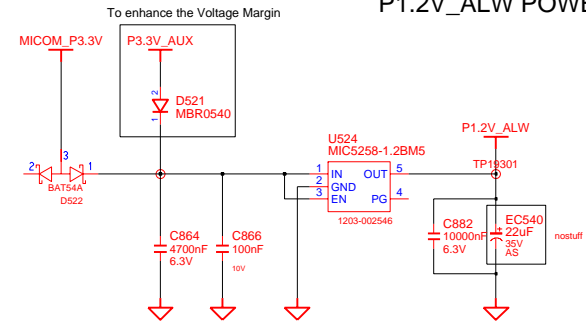 To enhance the Voltage Margin
P1.2V_ALW POWE
MICOM_P3.3V
P3.3V_AUX
2
1
D521
MBR0540
2
3
1
BAT54A
D522
U524
MIC5258-1.2BM5
1 IN OUT 5
2 GND
3 EN PG 4
1203-002546
P1.2V_ALW
TP19301
C864
4700nF
6.3V
C866
100nF
10V
C882
10000nF
6.3V
+
EC540
22uF
35V
AS
nostuff